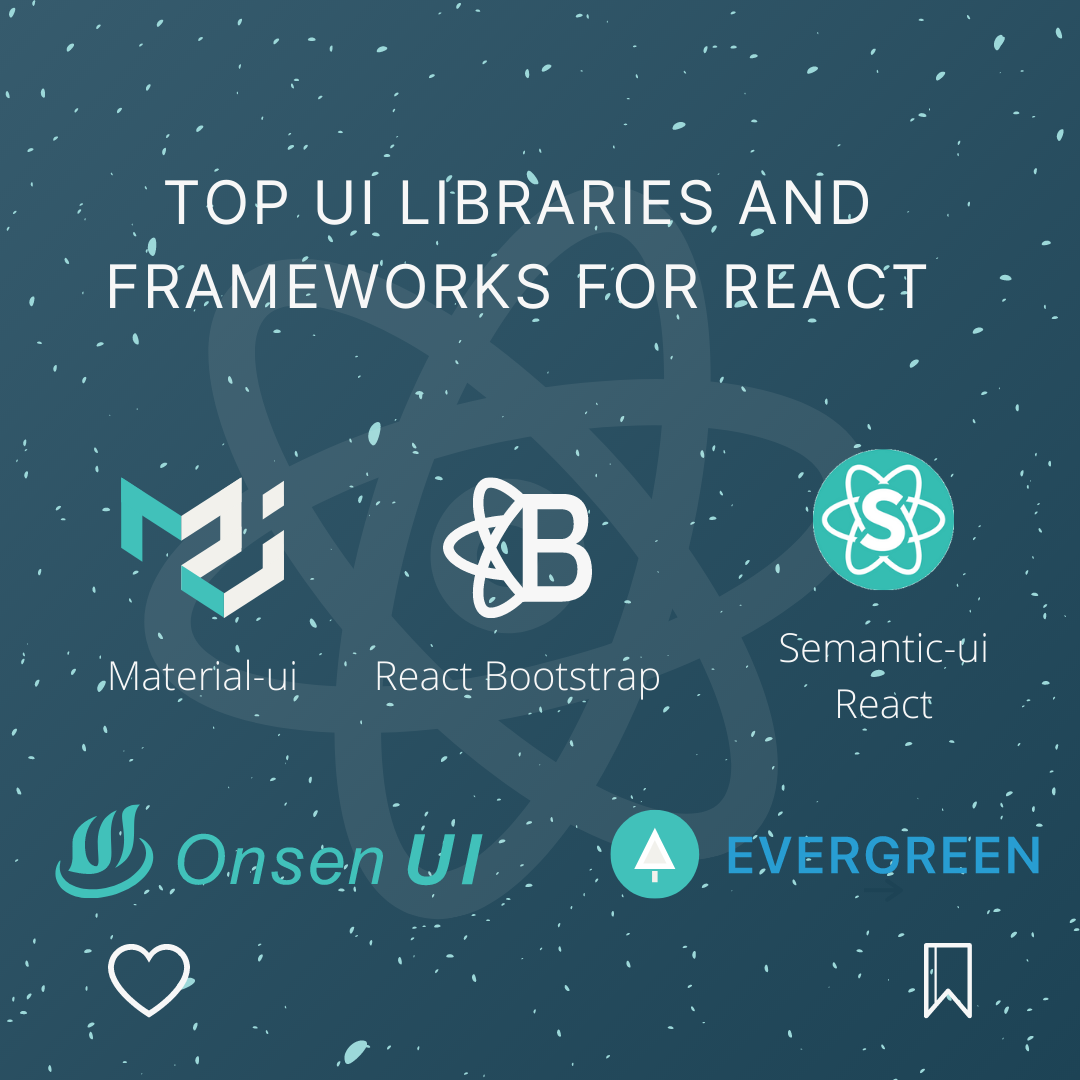 TOP UI LIBRARIES AND
FRAMEWORKS FOR REACT
Material-ui
B
React Bootstrap
S
Semantic-ui
React
Onsen UI
EVERGREEN